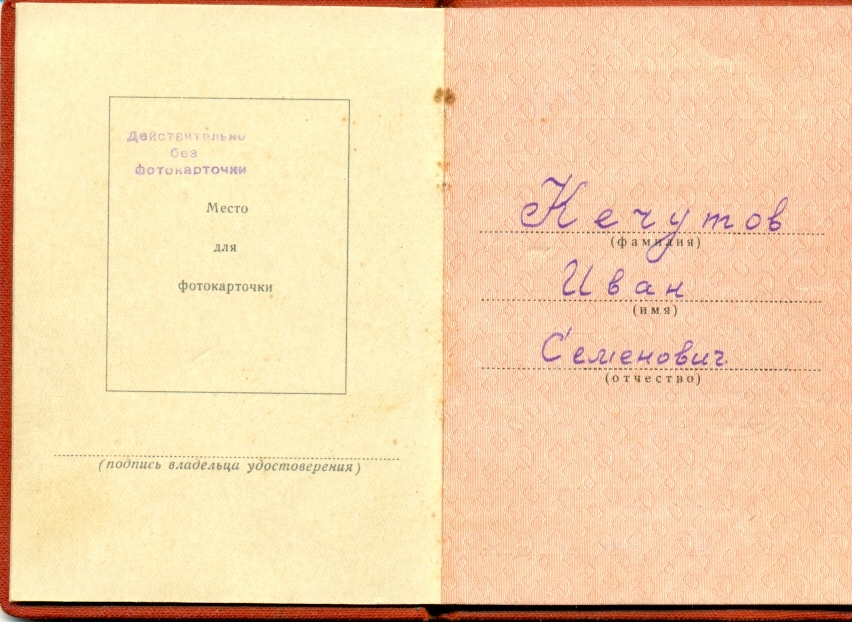 Действительно
без
фотокарточки
Место
для
фотокарточки
(подпись владельца удостоверения)
Кечутов
(фамилия)
Иван
(имя)
Семенович
(отчество)